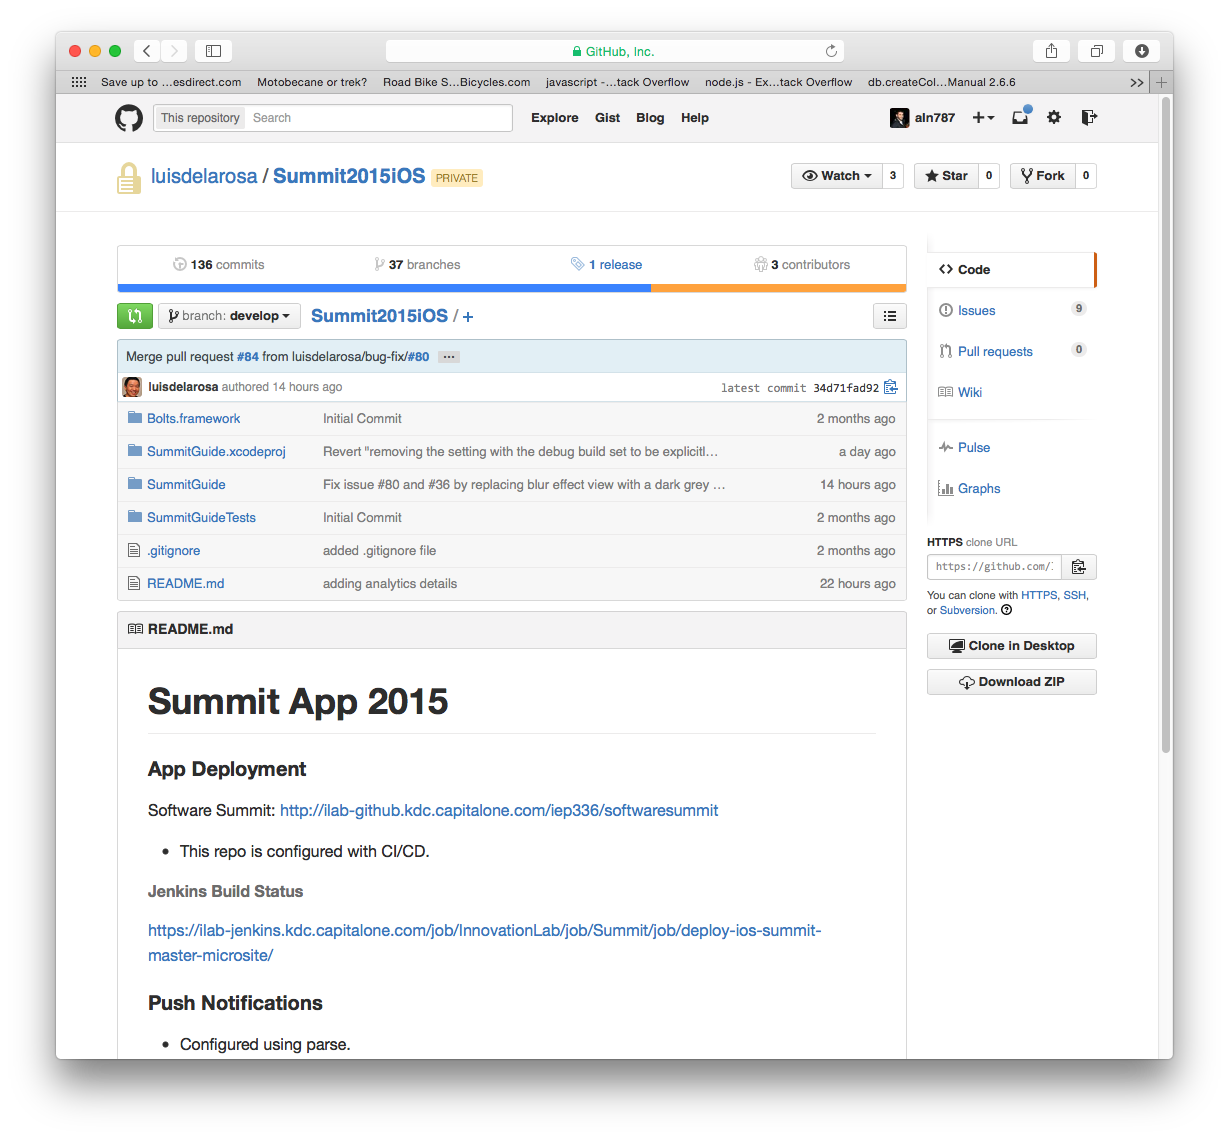 GitHub, Inc.
Save up to ...esdirect.com Motobecane or trek? Road Bike S...Bicycles.com javascript -...tack Overflow node.js - Ex...tack Overflow db.createCol...Manual 2.6.6 >>
This repository Search Explore Gist Blog Help aln787
luisdelarosa / Summit2015iOS PRIVATE Watch 3 Star 0 Fork 0
136 commits 37 branches 1 release 3 contributors
branch: develop Summit2015iOS / +
Merge pull request #84 from luisdelarosa/bug-fix/#80 ...
luisdelarosa authored 14 hours ago latest commit 34d71fad92
Bolts.framework Initial Commit 2 months ago
SummitGuide.xcodeproj Revert "removing the setting with the debug build set to be explicitl... a day ago
SummitGuide Fix issue #80 and #36 by replacing blur effect view with a dark grey ... 14 hours ago
SummitGuideTests Initial Commit 2 months ago
.gitignore added .gitignore file 2 months ago
README.md adding analytics details 22 hours ago
Code
Issues 9
Pull requests 0
Wiki
Pulse
Graphs
HTTPS clone URL
https://github.com/
You can clone with HTTPS, SSH,
or Subversion.
Clone in Desktop
Download ZIP
README.md
Summit App 2015
App Deployment
Software Summit: http://ilab-github.kdc.capitalone.com/iep336/softwaresummit
• This repo is configured with CI/CD.
Jenkins Build Status
https://ilab-jenkins.kdc.capitalone.com/job/InnovationLab/job/Summit/job/deploy-ios-summit-
master-microsite/
Push Notifications
• Configured using parse.